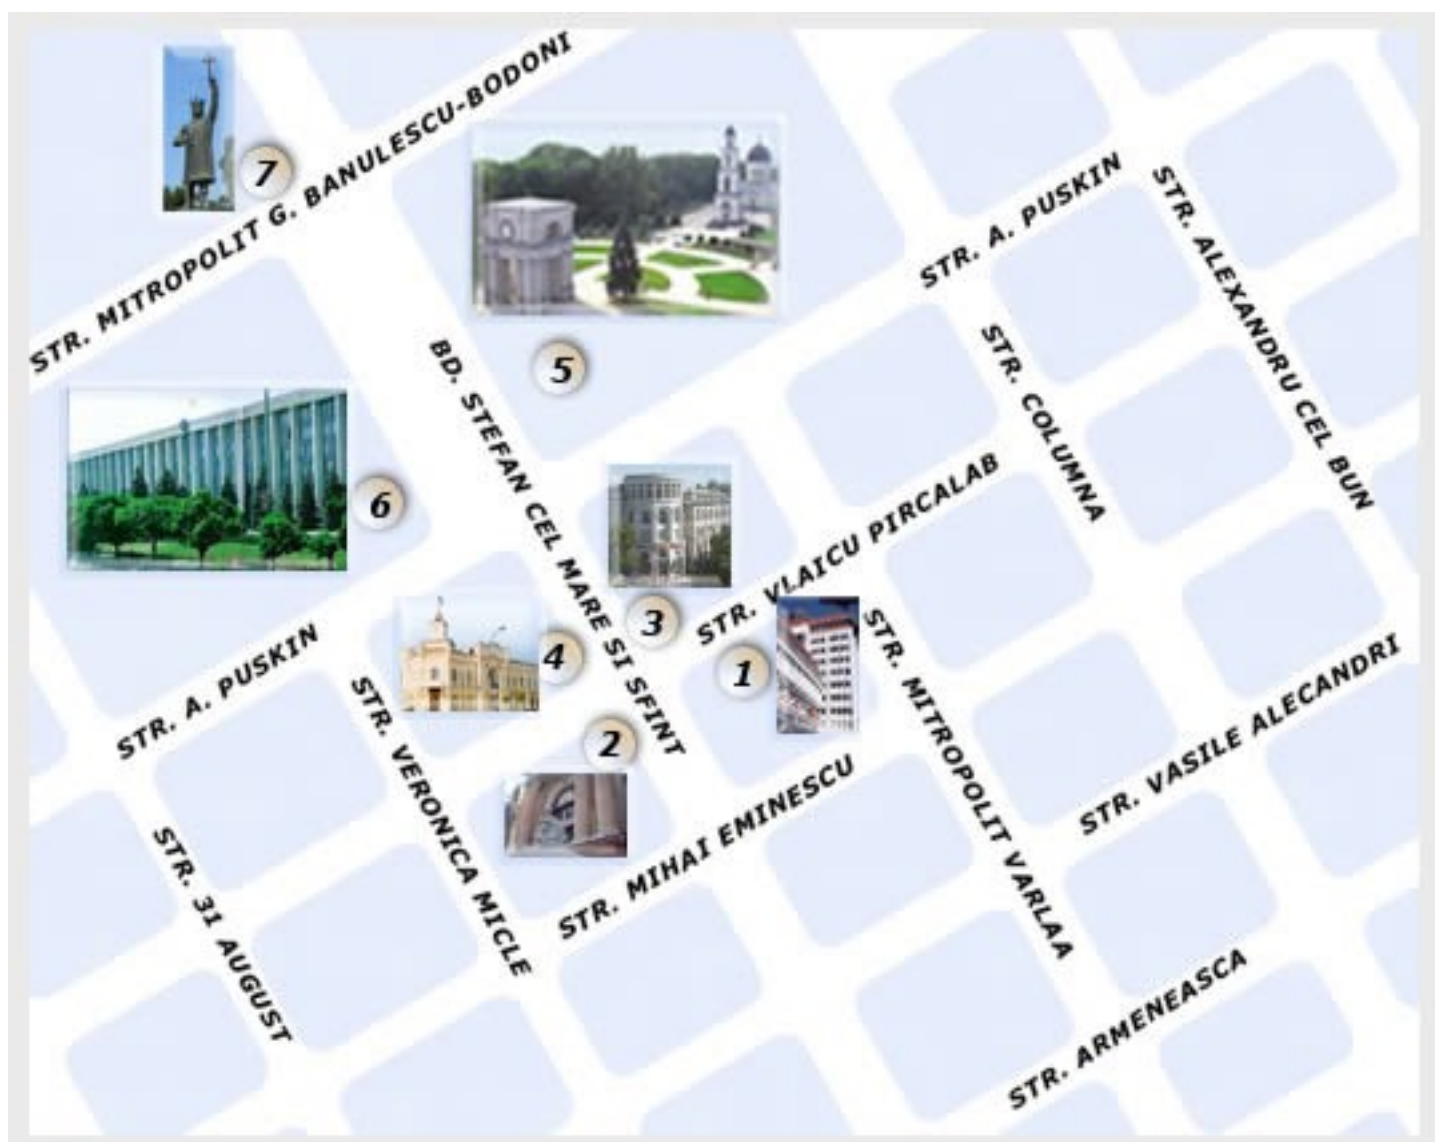 STR. MITROPOLIT G. BANULESCU-BODONI
7
STR. A. PUSKIN
STR. ALEXANDRU CEL BUN
5
BD. STEFAN CEL MARE SI SFINT
STR. COLUMNA
6
3
STR. VLAICU PIRCALAB
4
1
STR. A. PUSKIN
STR. VERONICA MICLE
2
STR. MITROPOLIT VARLAA
STR. VASILE ALECANDRI
STR. MIHAI EMINESCU
STR. 31 AUGUST
STR. ARMENEASCA